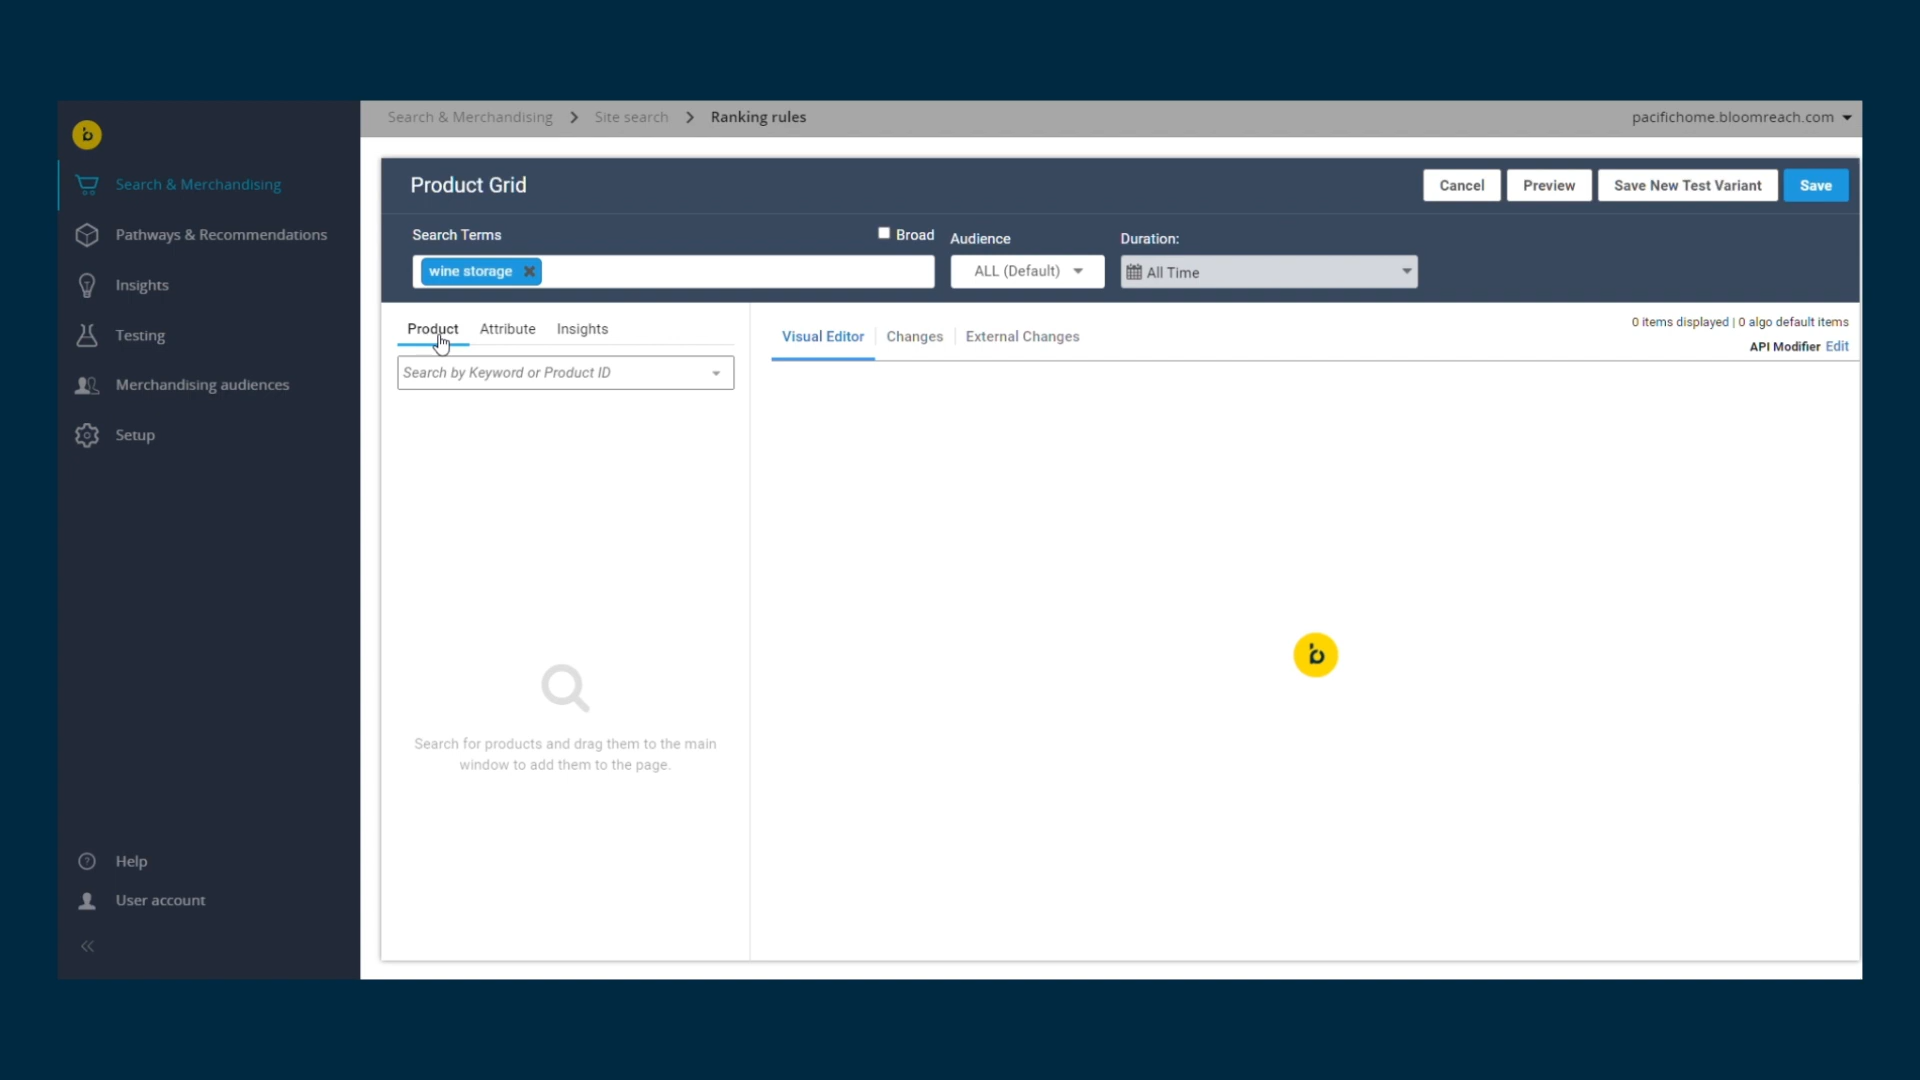 Search & Merchandising > Site search > Ranking rules
pacifichome.bloomreach.com
Search & Merchandising
Pathways & Recommendations
Insights
Testing
Merchandising audiences
Setup
Help
User account
Product Grid
Cancel
Preview
Save New Test Variant
Save
Search Terms
Broad
Audience
Duration:
wine storage
ALL (Default)
All Time
Product
Attribute
Insights
Search by Keyword or Product ID
Search for products and drag them to the main
window to add them to the page.
Visual Editor
Changes
External Changes
0 items displayed | 0 algo default items
API Modifier Edit